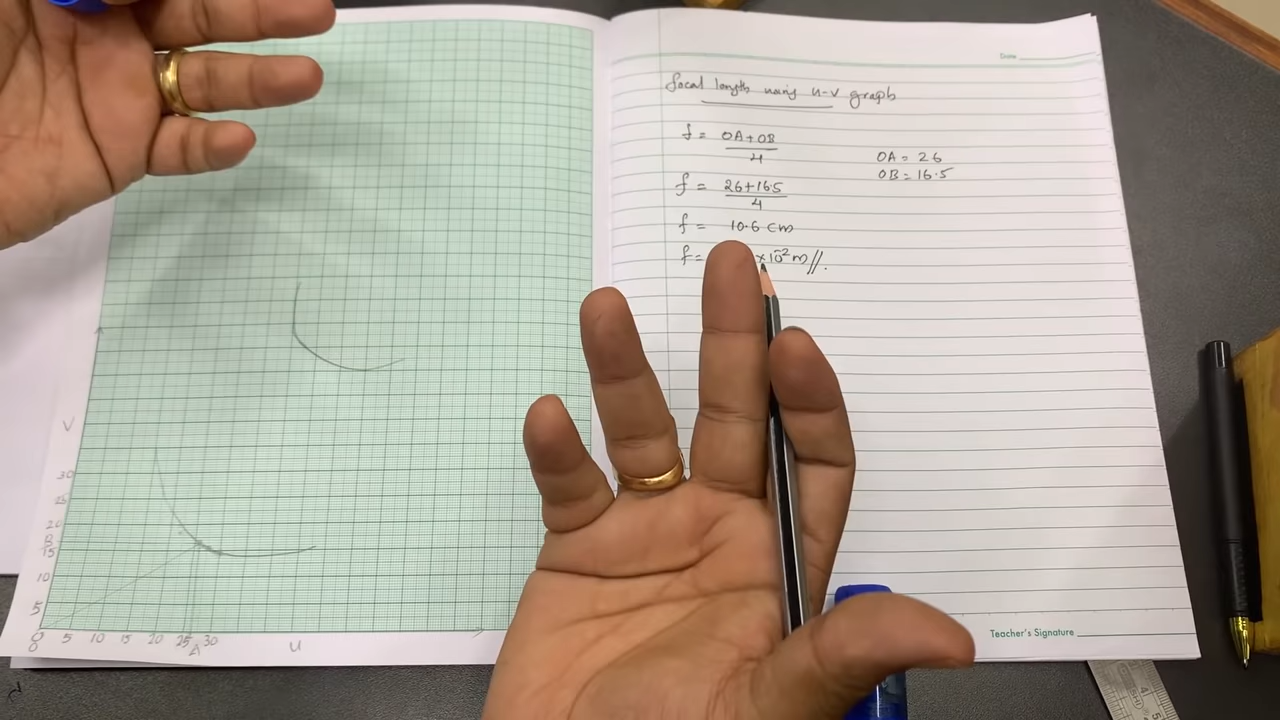 Date
focal length using u-v graph
f = OA+OB
4
OA = 26
OB = 16.5
f = 26+16.5
4
f = 10.6 cm
f = ×10⁻² m//.
V
30
25
20
B
15
10
5
0
0 5 10 15 20 25 30
A
u
Teacher's Signature